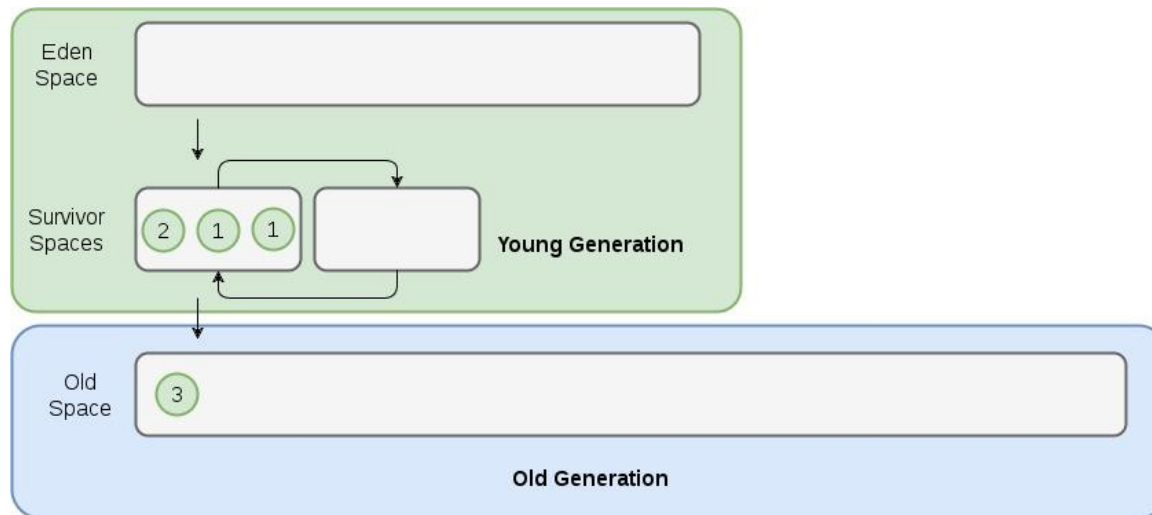 Eden
Space
Survivor
Spaces
2 1 1
Young Generation
Old
Space
3
Old Generation